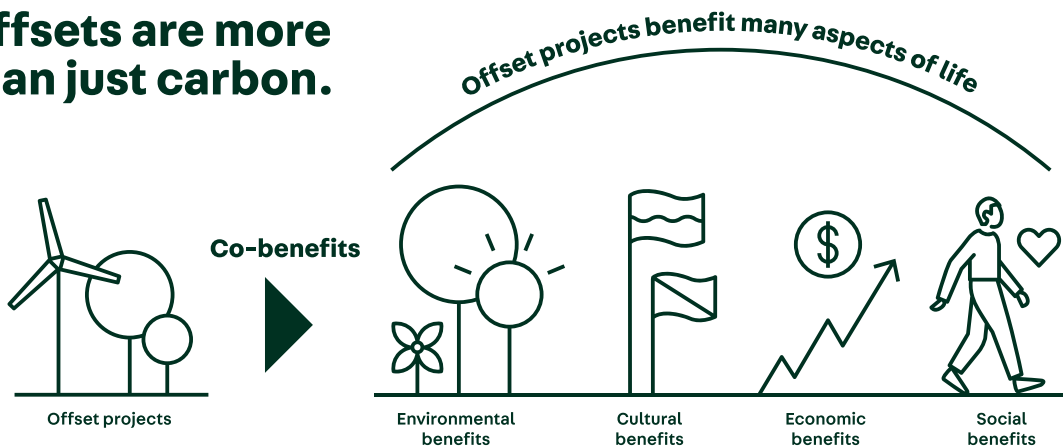 ffsets are more
an just carbon.
Offset projects benefit many aspects of life
Co-benefits
$
Offset projects
Environmental
benefits
Cultural
benefits
Economic
benefits
Social
benefits